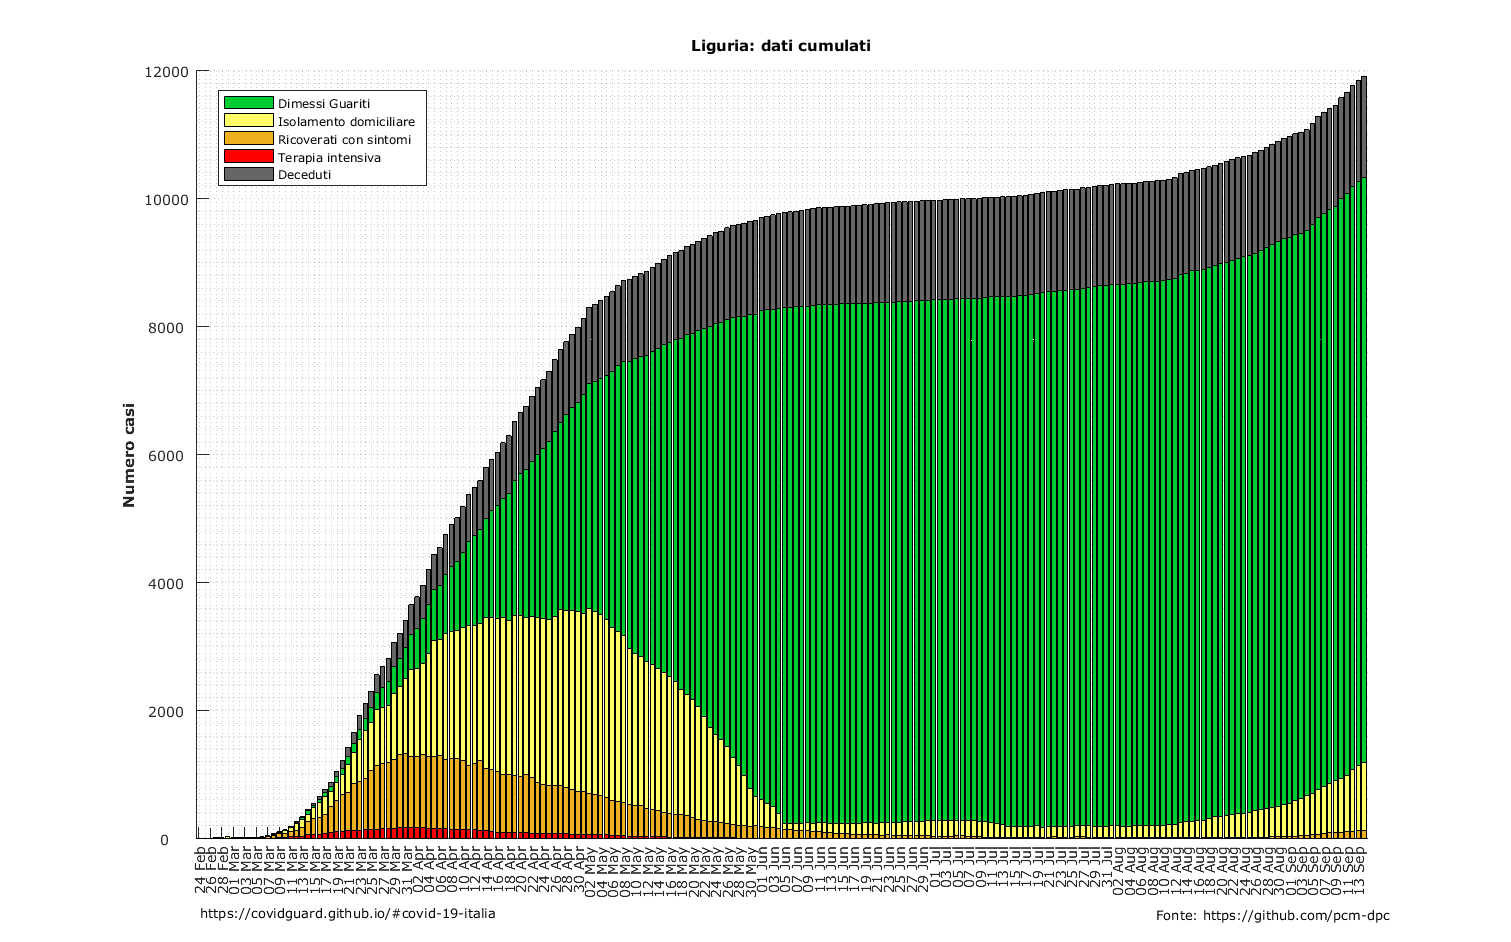 Liguria: dati cumulati
12000
10000
8000
6000
4000
2000
0
Numero casi
Dimessi Guariti
Isolamento domiciliare
Ricoverati con sintomi
Terapia intensiva
Deceduti
24 Feb
26 Feb
28 Feb
01 Mar
03 Mar
05 Mar
07 Mar
09 Mar
11 Mar
13 Mar
15 Mar
17 Mar
19 Mar
21 Mar
23 Mar
25 Mar
27 Mar
29 Mar
31 Mar
02 Apr
04 Apr
06 Apr
08 Apr
10 Apr
12 Apr
14 Apr
16 Apr
18 Apr
20 Apr
22 Apr
24 Apr
26 Apr
28 Apr
30 Apr
02 May
04 May
06 May
08 May
10 May
12 May
14 May
16 May
18 May
20 May
22 May
24 May
26 May
28 May
30 May
01 Jun
03 Jun
05 Jun
07 Jun
09 Jun
11 Jun
13 Jun
15 Jun
17 Jun
19 Jun
21 Jun
23 Jun
25 Jun
27 Jun
29 Jun
01 Jul
03 Jul
05 Jul
07 Jul
09 Jul
11 Jul
13 Jul
15 Jul
17 Jul
19 Jul
21 Jul
23 Jul
25 Jul
27 Jul
29 Jul
31 Jul
02 Aug
04 Aug
06 Aug
08 Aug
10 Aug
12 Aug
14 Aug
16 Aug
18 Aug
20 Aug
22 Aug
24 Aug
26 Aug
28 Aug
30 Aug
01 Sep
03 Sep
05 Sep
07 Sep
09 Sep
11 Sep
13 Sep
https://covidguard.github.io/#covid-19-italia
Fonte: https://github.com/pcm-dpc